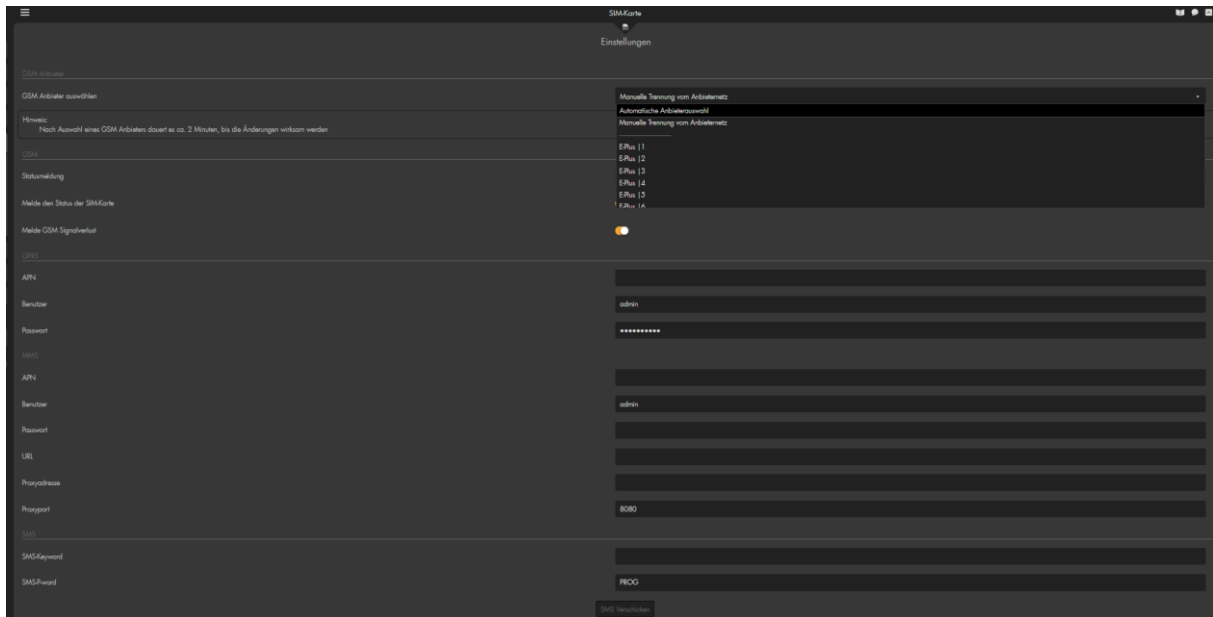 SIM-Karte
Einstellungen
GSM Anbieter
GSM Anbieter auswählen
Manuelle Trennung vom Anbieternetz
Automatische Anbieterauswahl
Manuelle Trennung vom Anbieternetz
--------------------
E-Plus |1
E-Plus |2
E-Plus |3
E-Plus |4
E-Plus |5
E-Plus |6
Hinweis:
Nach Auswahl eines GSM Anbieters dauert es ca. 2 Minuten, bis die Änderungen wirksam werden
GSM
Statusmeldung
Melde den Status der SIM-Karte
Melde GSM Signalverlust
GPRS
APN
Benutzer
admin
Passwort
••••••••••
MMS
APN
Benutzer
admin
Passwort
URL
Proxyadresse
Proxyport
8080
SMS
SMS-Keyword
SMS-P-word
PROG
SMS Verschicken